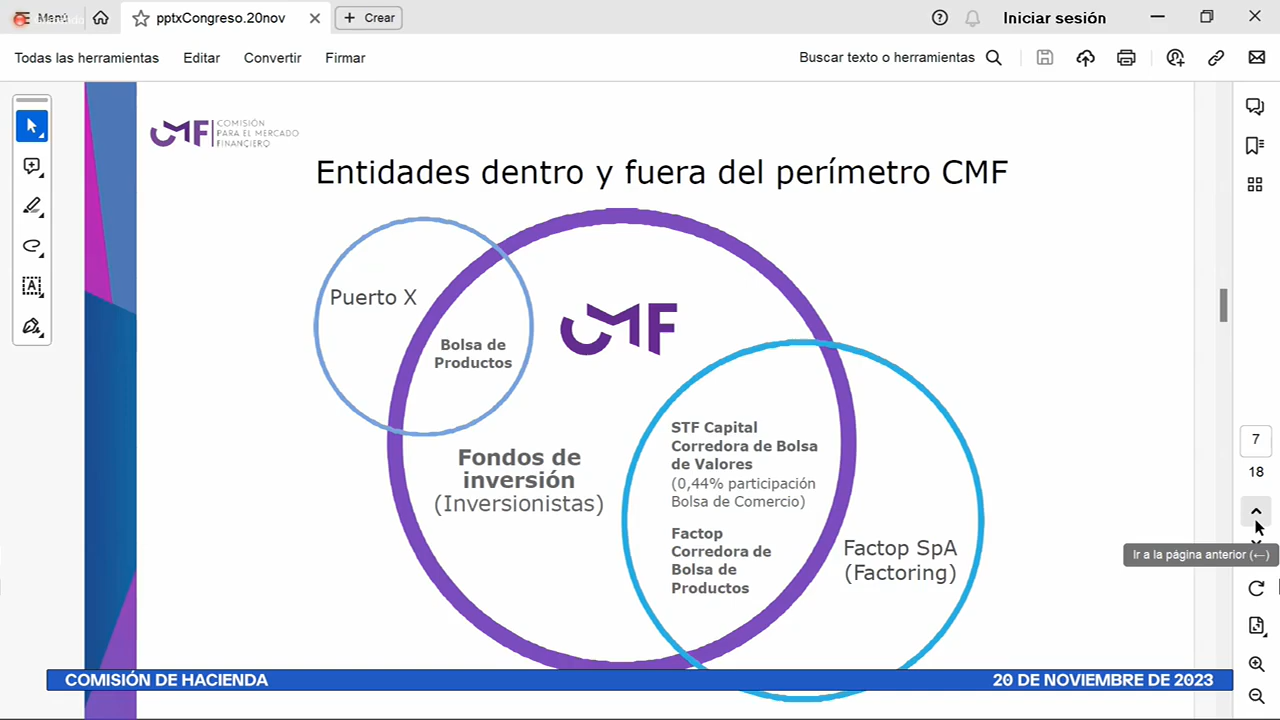 Menú
pptxCongreso.20nov
Crear
Iniciar sesión
Todas las herramientas
Editar
Convertir
Firmar
Buscar texto o herramientas
CMF
COMISIÓN
PARA EL MERCADO
FINANCIERO
Entidades dentro y fuera del perímetro CMF
Puerto X
Bolsa de
Productos
CMF
STF Capital
Corredora de Bolsa
de Valores
(0,44% participación
Bolsa de Comercio)
Fondos de
inversión
(Inversionistas)
Factop
Corredora de
Bolsa de
Productos
Factop SpA
(Factoring)
7
18
Ir a la página anterior (←)
COMISIÓN DE HACIENDA
20 DE NOVIEMBRE DE 2023